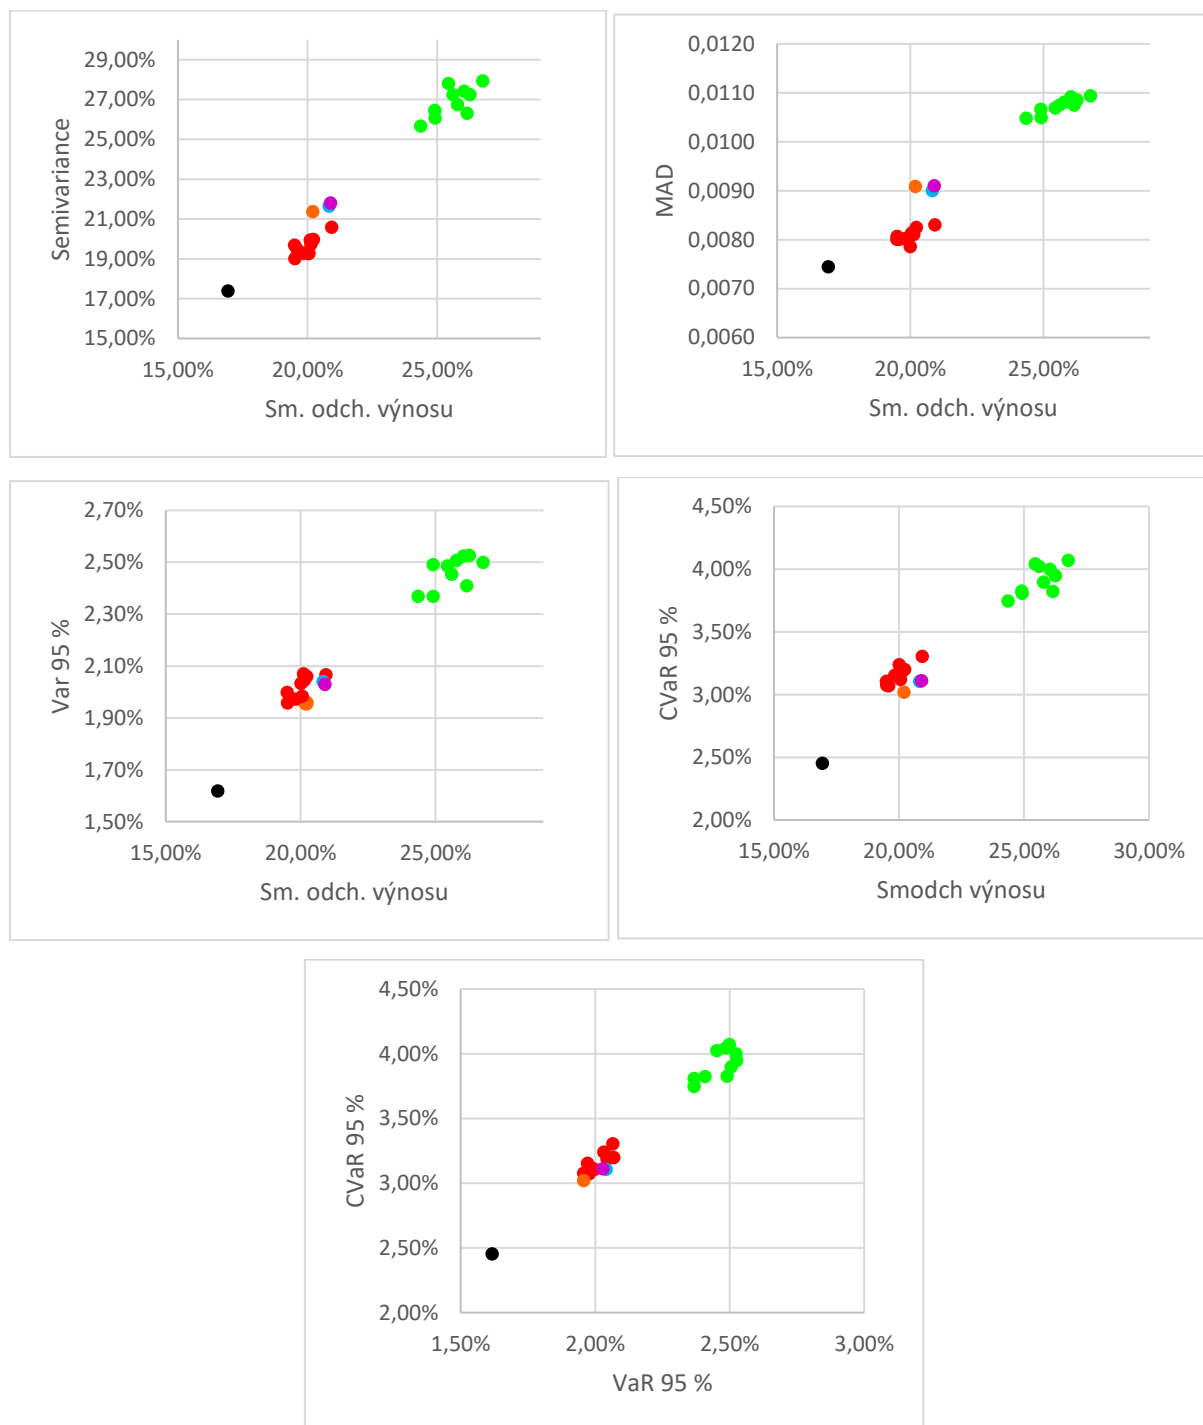 29,00%
27,00%
25,00%
23,00%
21,00%
19,00%
17,00%
15,00%
15,00% 20,00% 25,00%
Semivariance
Sm. odch. výnosu
0,0120
0,0110
0,0100
0,0090
0,0080
0,0070
0,0060
15,00% 20,00% 25,00%
MAD
Sm. odch. výnosu
2,70%
2,50%
2,30%
2,10%
1,90%
1,70%
1,50%
15,00% 20,00% 25,00%
Var 95 %
Sm. odch. výnosu
4,50%
4,00%
3,50%
3,00%
2,50%
2,00%
15,00% 20,00% 25,00% 30,00%
CVaR 95 %
Smodch výnosu
4,50%
4,00%
3,50%
3,00%
2,50%
2,00%
1,50% 2,00% 2,50% 3,00%
CVaR 95 %
VaR 95 %